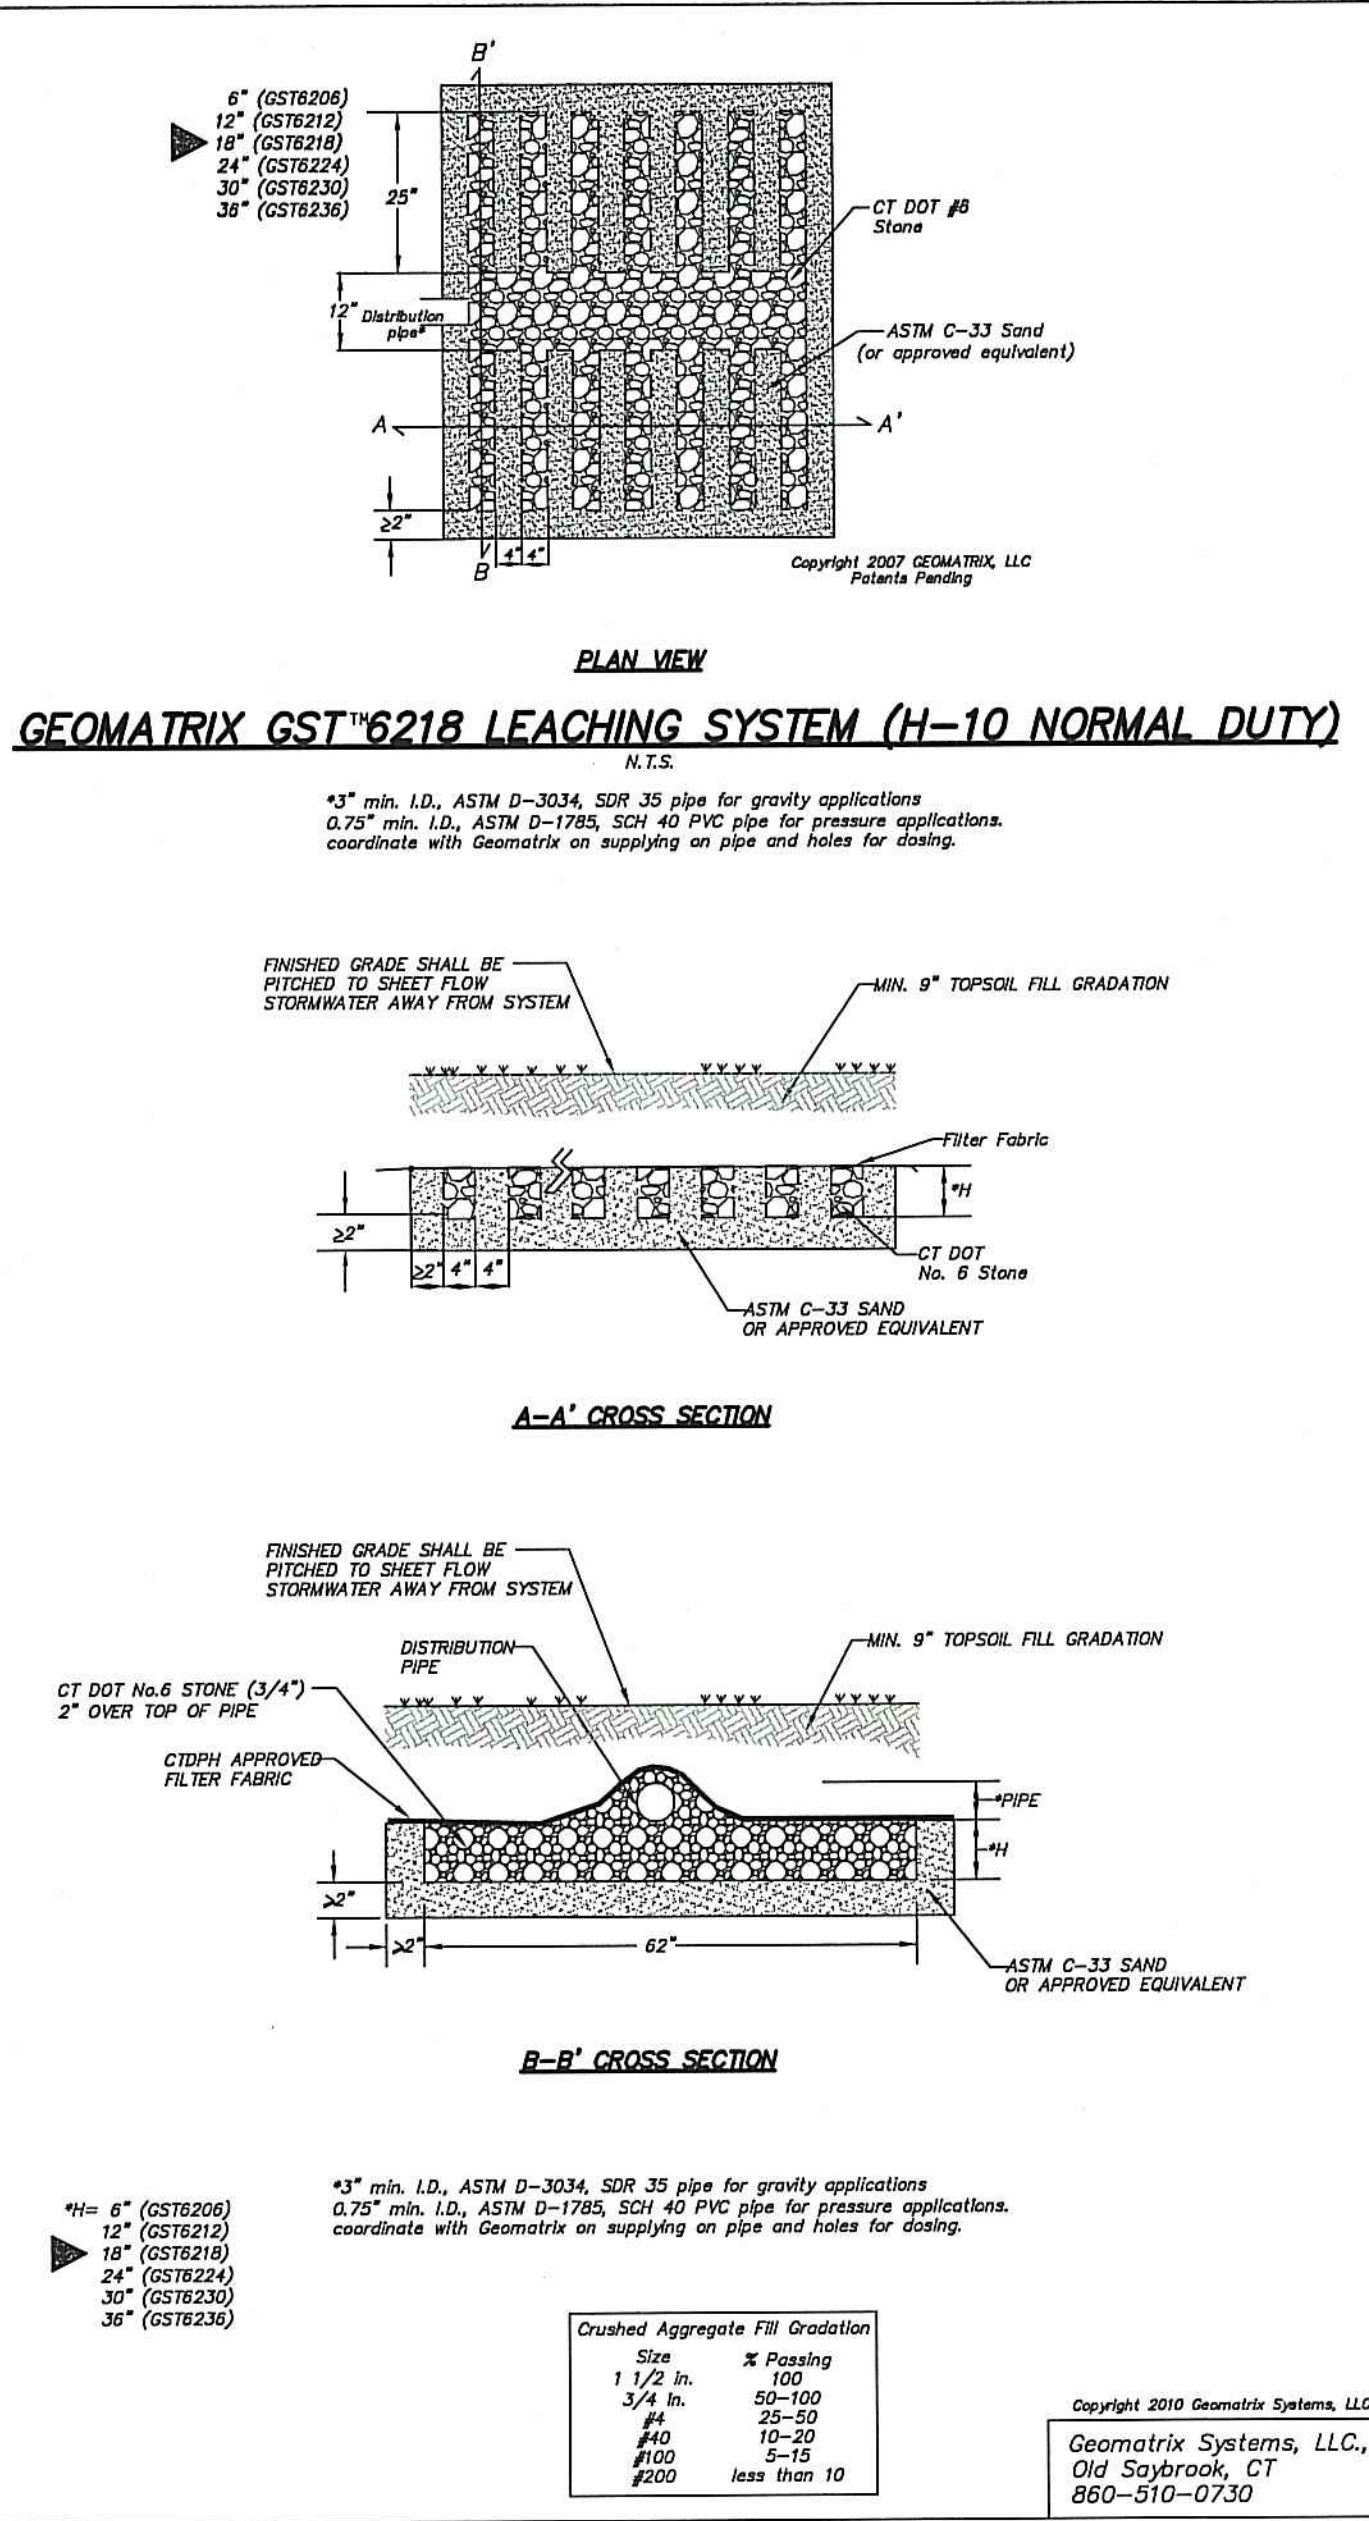 B'
6" (GST6206)
12" (GST6212)
18" (GST6218)
24" (GST6224)
30" (GST6230)
36" (GST6236)
25"
CT DOT #6
Stone
12"
Distribution
pipe*
ASTM C-33 Sand
(or approved equivalent)
A
A'
≥2"
4" 4"
B
Copyright 2007 GEOMATRIX, LLC
Patents Pending
PLAN VIEW
GEOMATRIX GST™6218 LEACHING SYSTEM (H-10 NORMAL DUTY)
N.T.S.
*3" min. I.D., ASTM D-3034, SDR 35 pipe for gravity applications
0.75" min. I.D., ASTM D-1785, SCH 40 PVC pipe for pressure applications.
coordinate with Geomatrix on supplying on pipe and holes for dosing.
FINISHED GRADE SHALL BE
PITCHED TO SHEET FLOW
STORMWATER AWAY FROM SYSTEM
MIN. 9" TOPSOIL FILL GRADATION
Filter Fabric
*H
≥2"
≥2" 4" 4"
CT DOT
No. 6 Stone
ASTM C-33 SAND
OR APPROVED EQUIVALENT
A-A' CROSS SECTION
FINISHED GRADE SHALL BE
PITCHED TO SHEET FLOW
STORMWATER AWAY FROM SYSTEM
DISTRIBUTION
PIPE
MIN. 9" TOPSOIL FILL GRADATION
CT DOT No.6 STONE (3/4")
2" OVER TOP OF PIPE
CTDPH APPROVED
FILTER FABRIC
*PIPE
*H
≥2"
≥2"
62"
ASTM C-33 SAND
OR APPROVED EQUIVALENT
B-B' CROSS SECTION
*3" min. I.D., ASTM D-3034, SDR 35 pipe for gravity applications
0.75" min. I.D., ASTM D-1785, SCH 40 PVC pipe for pressure applications.
coordinate with Geomatrix on supplying on pipe and holes for dosing.
*H= 6" (GST6206)
12" (GST6212)
18" (GST6218)
24" (GST6224)
30" (GST6230)
36" (GST6236)
Crushed Aggregate Fill Gradation
Size % Passing
1 1/2 in. 100
3/4 in. 50-100
#4 25-50
#40 10-20
#100 5-15
#200 less than 10
Copyright 2010 Geomatrix Systems, LLC
Geomatrix Systems, LLC.,
Old Saybrook, CT
860-510-0730